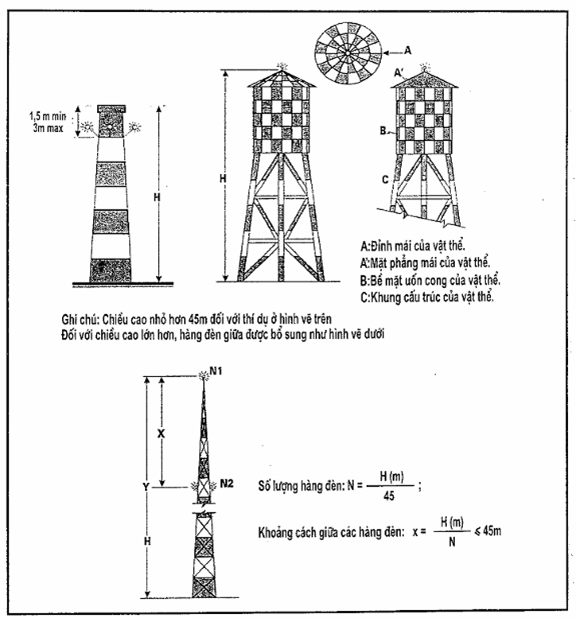 A
A'
1,5 m min
3m max
H
H
B
C
A:Đỉnh mái của vật thể.
A':Mặt phẳng mái của vật thể.
B:Bề mặt uốn cong của vật thể.
C:Khung cấu trúc của vật thể.
Ghi chú: Chiều cao nhỏ hơn 45m đối với thí dụ ở hình vẽ trên
Đối với chiều cao lớn hơn, hàng đèn giữa được bổ sung như hình vẽ dưới
N1
X
Y
N2
H
Số lượng hàng đèn: N = H (m) / 45 ;
Khoảng cách giữa các hàng đèn: x = H (m) / N ⩽ 45m